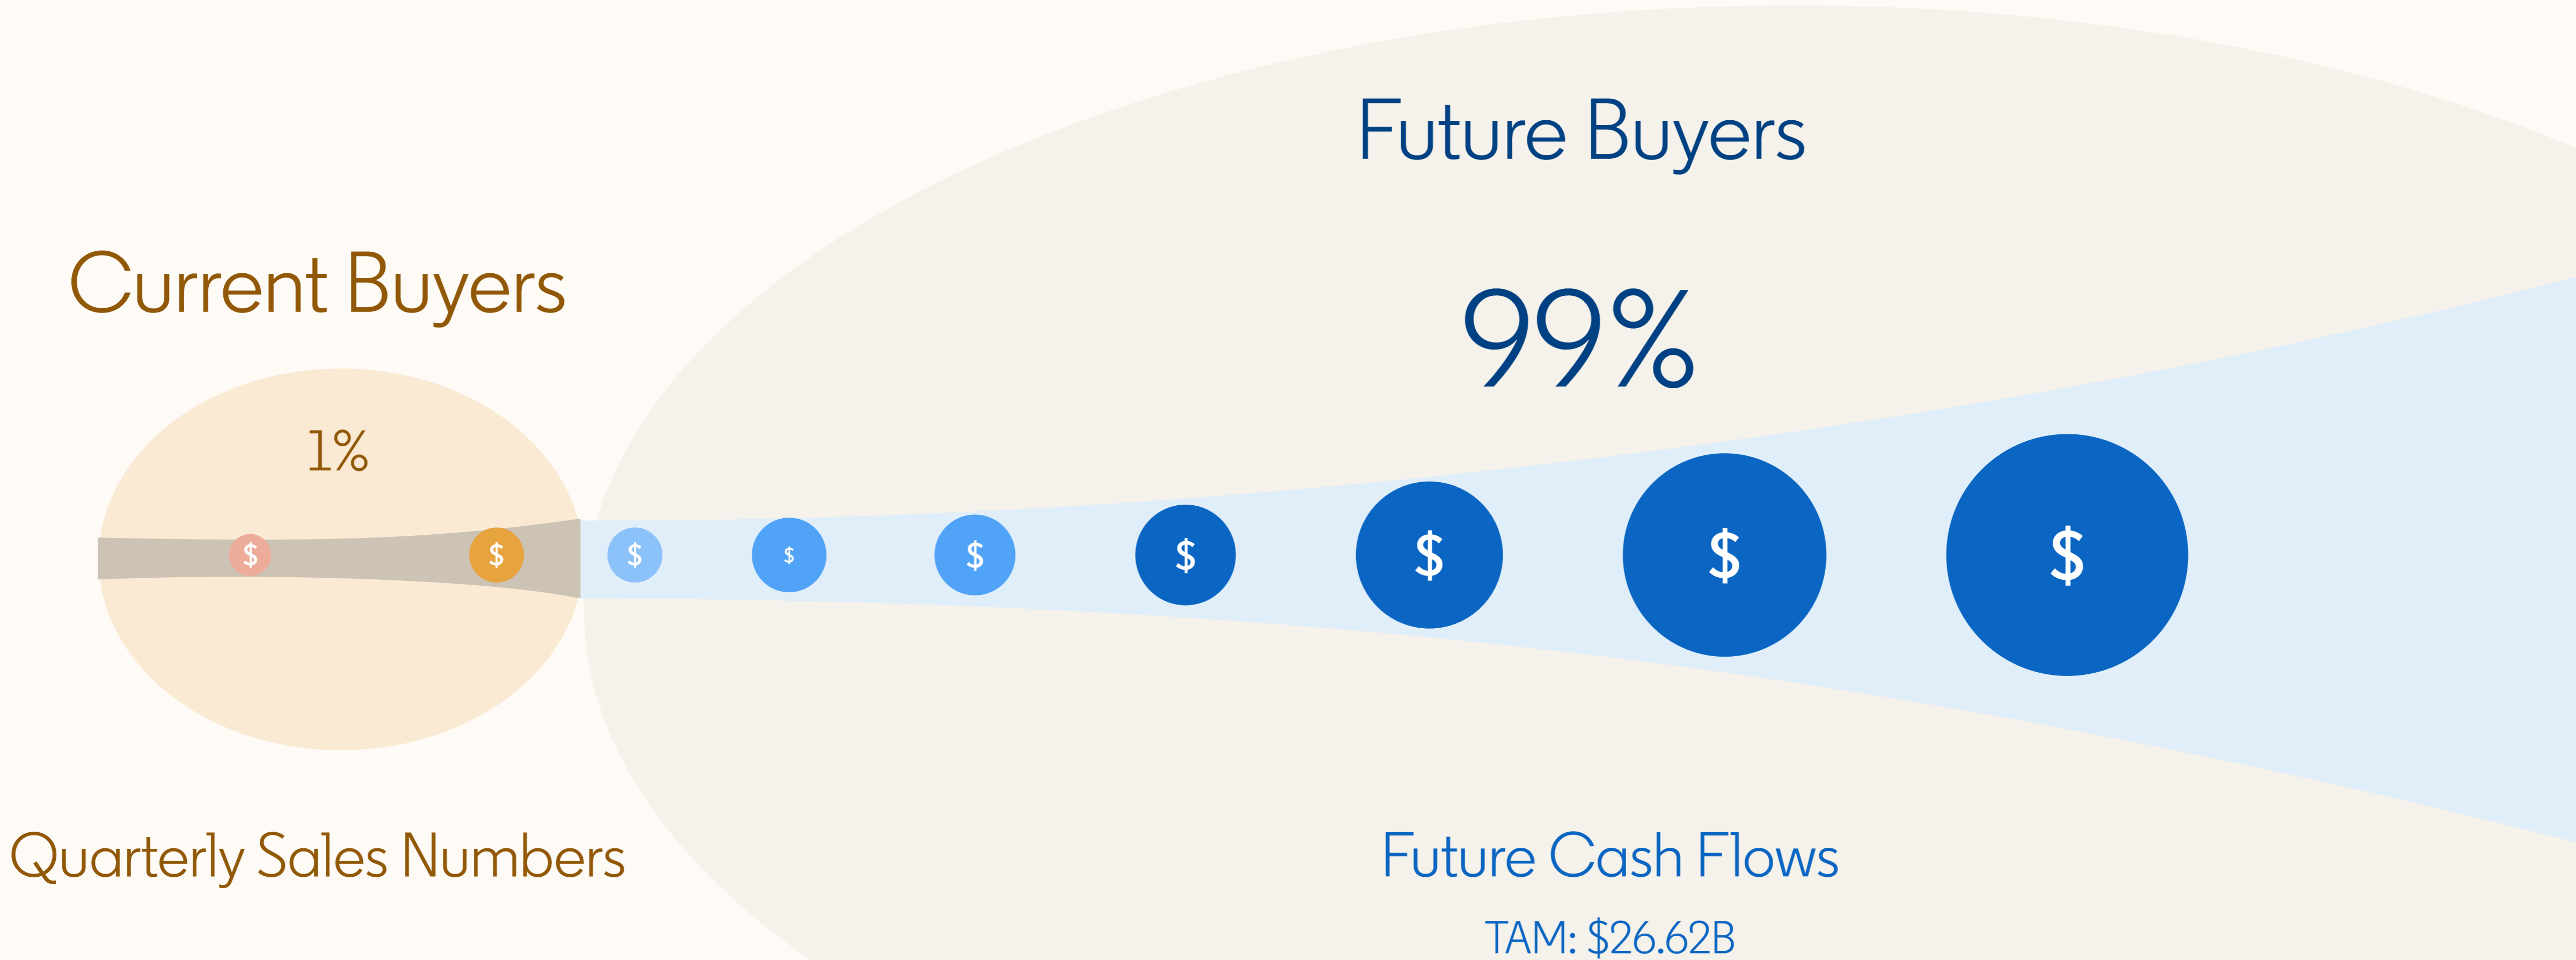 Future Buyers
Current Buyers
99%
1%
$ $ $ $ $ $ $ $ $
Quarterly Sales Numbers
Future Cash Flows
TAM: $26.62B